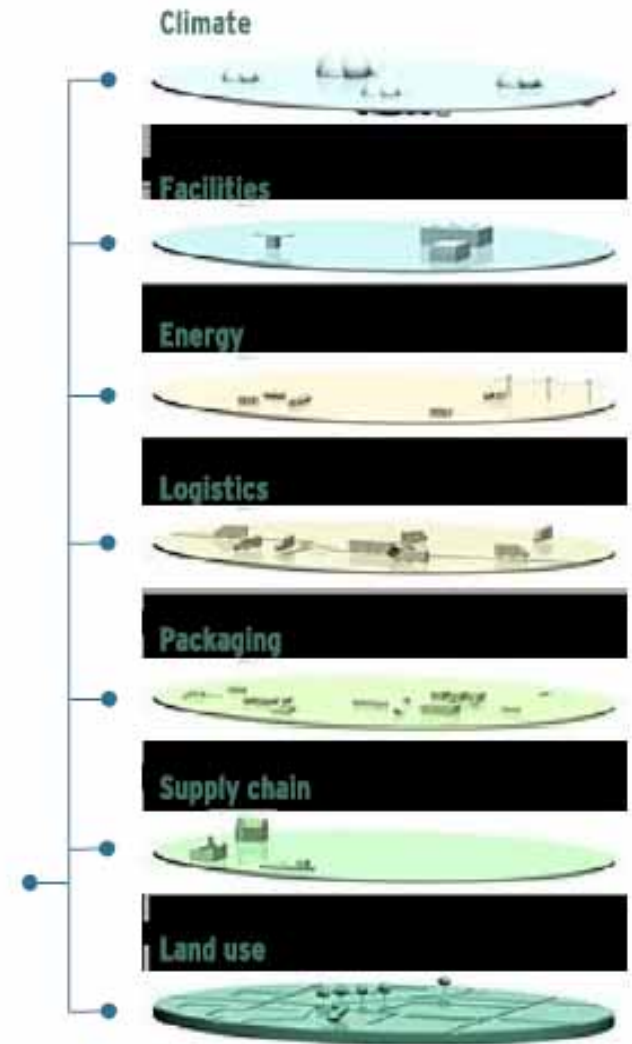 Climate
Facilities
Energy
Logistics
Packaging
Supply chain
Land use